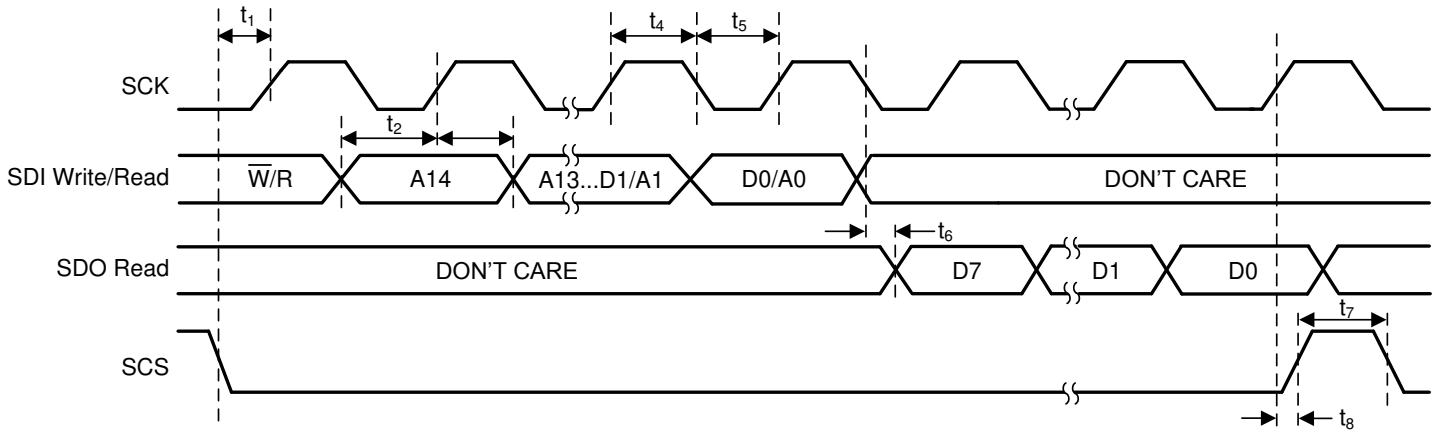 t₁ t₄ t₅
SCK
t₂
SDI Write/Read W̅/R A14 A13...D1/A1 D0/A0 DON'T CARE
t₆
SDO Read DON'T CARE D7 D1 D0
t₇
SCS
t₈